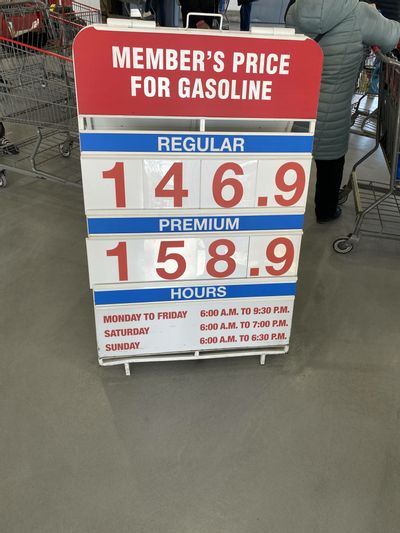 MEMBER'S PRICE
FOR GASOLINE
REGULAR
146.9
PREMIUM
158.9
HOURS
MONDAY TO FRIDAY 6:00 A.M. TO 9:30 P.M.
SATURDAY 6:00 A.M. TO 7:00 P.M.
SUNDAY 6:00 A.M. TO 6:30 P.M.